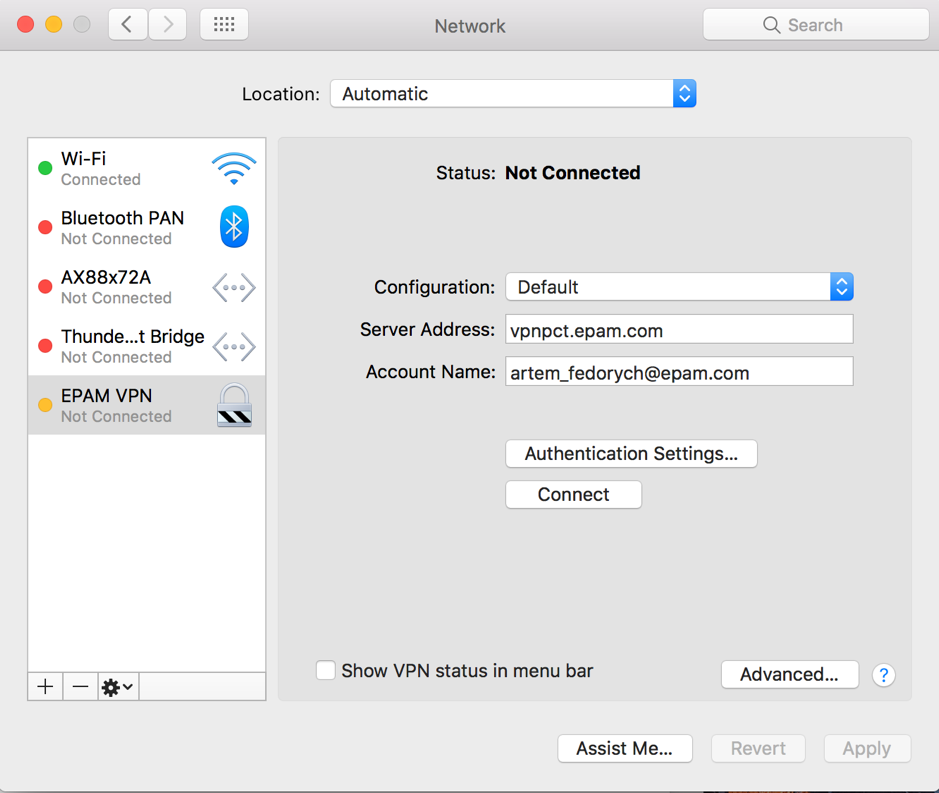 Network
Search
Location: Automatic
Wi-Fi
Connected
Bluetooth PAN
Not Connected
AX88x72A
Not Connected
Thunde...t Bridge
Not Connected
EPAM VPN
Not Connected
Status: Not Connected
Configuration: Default
Server Address: vpnpct.epam.com
Account Name: artem_fedorych@epam.com
Authentication Settings...
Connect
Show VPN status in menu bar
Advanced...
?
Assist Me...
Revert
Apply